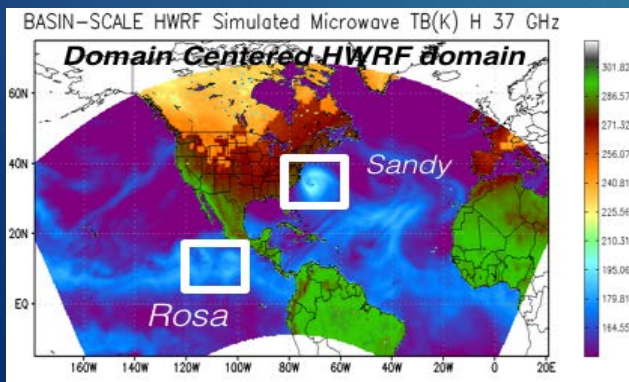 BASIN-SCALE HWRF Simulated Microwave TB(K) H 37 GHz
Domain Centered HWRF domain
60N
40N
20N
EQ
Sandy
Rosa
160W 140W 120W 100W 80W 60W 40W 20W 0 20E
301.82
286.57
271.31
256.06
240.81
225.56
210.31
195.06
179.81
164.55